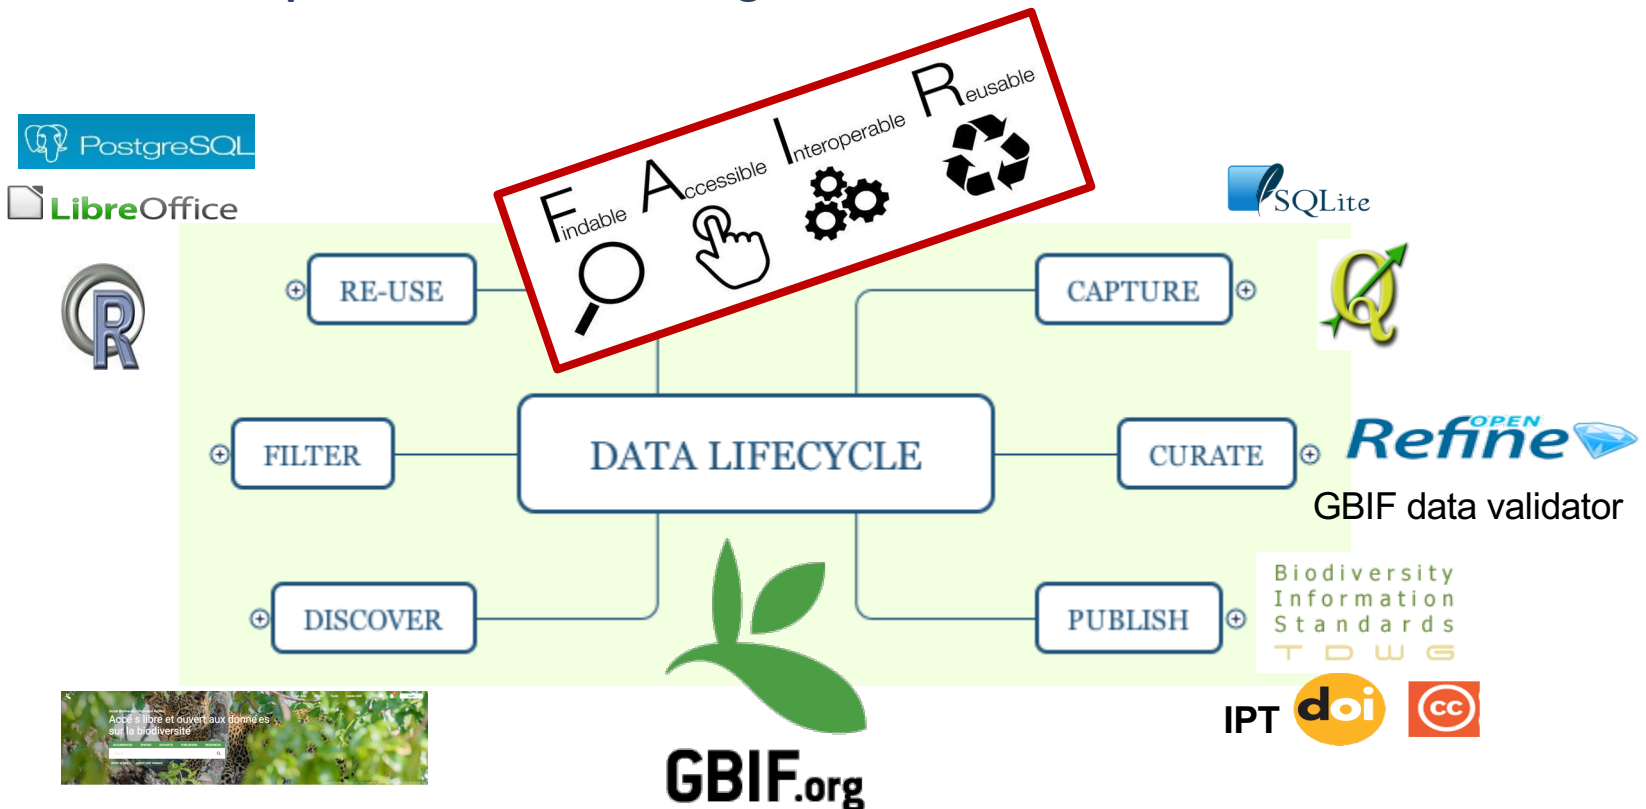 PostgreSQL
LibreOffice
R
Findable
Accessible
Interoperable
Reusable
SQLite
RE-USE
CAPTURE
Q
FILTER
DATA LIFECYCLE
CURATE
OPEN
Refine
GBIF data validator
DISCOVER
PUBLISH
Biodiversity
Information
Standards
TDWG
IPT
doi
cc
Accès libre et ouvert aux données
sur la biodiversité
GBIF.org